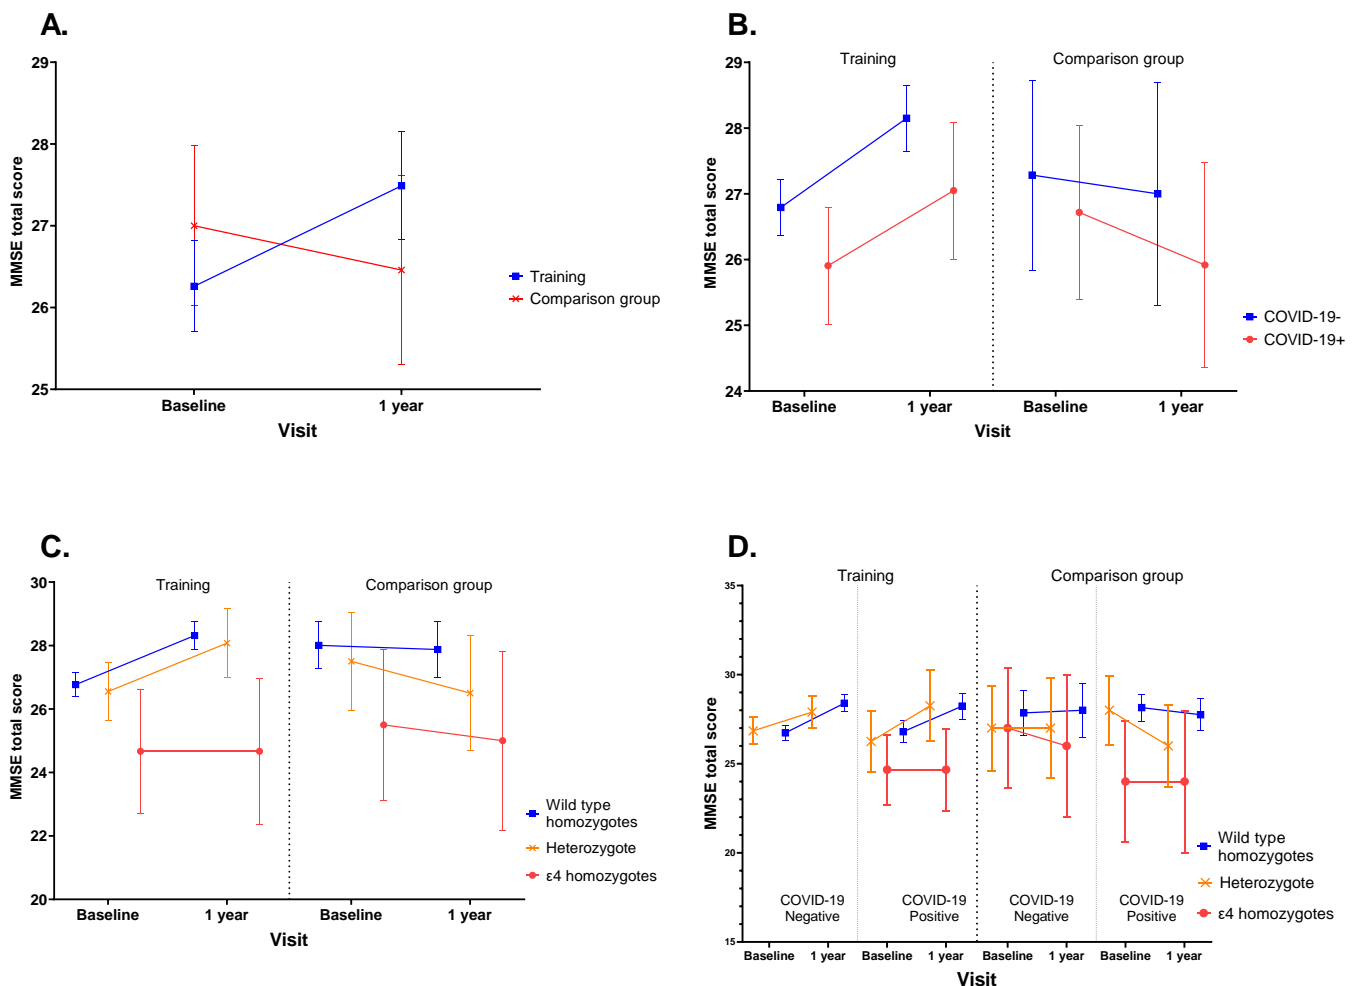 A.
29
28
27
26
25
MMSE total score
Baseline
1 year
Visit
Training
Comparison group
B.
Training
Comparison group
29
28
27
26
25
24
MMSE total score
Baseline
1 year
Baseline
1 year
Visit
COVID-19-
COVID-19+
C.
Training
Comparison group
30
28
26
24
22
20
MMSE total score
Baseline
1 year
Baseline
1 year
Visit
Wild type
homozygotes
Heterozygote
ε4 homozygotes
D.
Training
Comparison group
35
30
25
20
15
MMSE total score
COVID-19
Negative
COVID-19
Positive
COVID-19
Negative
COVID-19
Positive
Baseline
1 year
Baseline
1 year
Baseline
1 year
Baseline
1 year
Visit
Wild type
homozygotes
Heterozygote
ε4 homozygotes